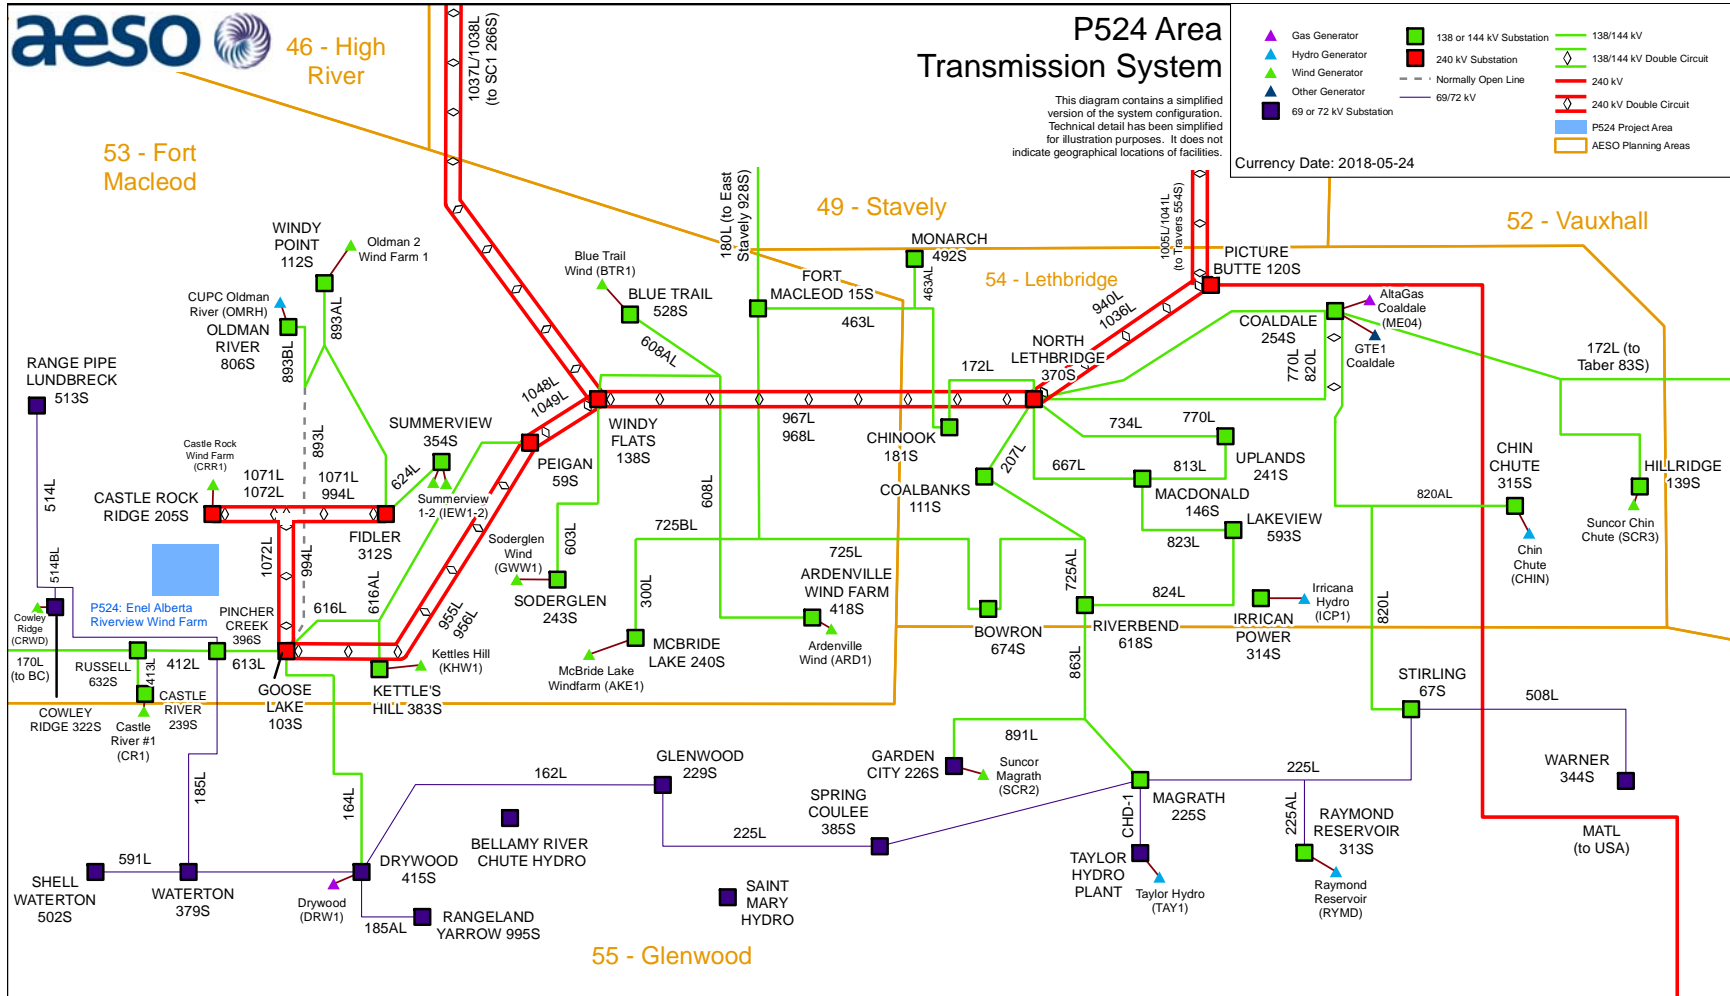 aeso
46 - High
River
1037L/1038L
(to SC1 266S)
P524 Area
Transmission System
This diagram contains a simplified
version of the system configuration.
Technical detail has been simplified
for illustration purposes. It does not
indicate geographical locations of facilities.
Gas Generator
Hydro Generator
Wind Generator
Other Generator
69 or 72 kV Substation
138 or 144 kV Substation
240 kV Substation
Normally Open Line
69/72 kV
138/144 kV
138/144 kV Double Circuit
240 kV
240 kV Double Circuit
P524 Project Area
AESO Planning Areas
Currency Date: 2018-05-24
53 - Fort
Macleod
49 - Stavely
52 - Vauxhall
54 - Lethbridge
55 - Glenwood
WINDY
POINT
112S
Oldman 2
Wind Farm 1
CUPC Oldman
River (OMRH)
OLDMAN
RIVER
806S
893AL
893BL
893L
RANGE PIPE
LUNDBRECK
513S
514L
514BL
Castle Rock
Wind Farm
(CRR1)
CASTLE ROCK
RIDGE 205S
1071L
1072L
1071L
994L
FIDLER
312S
1072L
994L
SUMMERVIEW
354S
624L
Summerview
1-2 (IEW1-2)
PEIGAN
59S
1048L
1049L
WINDY
FLATS
138S
Blue Trail
Wind (BTR1)
BLUE TRAIL
528S
608AL
608L
180L (to East
Stavely 928S)
FORT
MACLEOD 15S
463L
463AL
MONARCH
492S
1005L/1041L
(to Travers 554S)
PICTURE
BUTTE 120S
940L
1036L
NORTH
LETHBRIDGE
370S
172L
967L
968L
CHINOOK
181S
COALDALE
254S
AltaGas
Coaldale
(ME04)
GTE1
Coaldale
770L
820L
172L (to
Taber 83S)
734L
770L
UPLANDS
241S
667L
813L
MACDONALD
146S
207L
COALBANKS
111S
LAKEVIEW
593S
823L
824L
CHIN
CHUTE
315S
820AL
Chin
Chute
(CHIN)
HILLRIDGE
139S
Suncor Chin
Chute (SCR3)
P524: Enel Alberta
Riverview Wind Farm
Cowley
Ridge
(CRWD)
170L
(to BC)
COWLEY
RIDGE 322S
RUSSELL
632S
413L
412L
CASTLE
RIVER
239S
Castle
River #1
(CR1)
PINCHER
CREEK
396S
613L
GOOSE
LAKE
103S
616L
616AL
955L
956L
Kettles Hill
(KHW1)
KETTLE'S
HILL 383S
Soderglen
Wind
(GWW1)
603L
SODERGLEN
243S
300L
725BL
725L
MCBRIDE
LAKE 240S
McBride Lake
Windfarm (AKE1)
ARDENVILLE
WIND FARM
418S
Ardenville
Wind (ARD1)
BOWRON
674S
725AL
RIVERBEND
618S
863L
IRRICAN
POWER
314S
Irricana
Hydro
(ICP1)
820L
STIRLING
67S
508L
WARNER
344S
185L
164L
162L
GLENWOOD
229S
225L
SPRING
COULEE
385S
GARDEN
CITY 226S
Suncor
Magrath
(SCR2)
891L
MAGRATH
225S
CHD-1
TAYLOR
HYDRO
PLANT
Taylor Hydro
(TAY1)
225L
225AL
RAYMOND
RESERVOIR
313S
Raymond
Reservoir
(RYMD)
MATL
(to USA)
BELLAMY RIVER
CHUTE HYDRO
SAINT
MARY
HYDRO
591L
SHELL
WATERTON
502S
WATERTON
379S
DRYWOOD
415S
Drywood
(DRW1)
185AL
RANGELAND
YARROW 995S